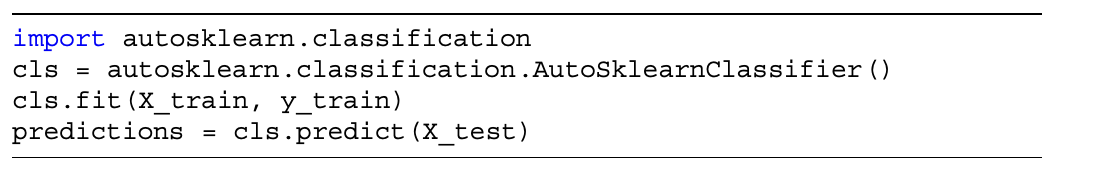 import autosklearn.classification
cls = autosklearn.classification.AutoSklearnClassifier()
cls.fit(X_train, y_train)
predictions = cls.predict(X_test)